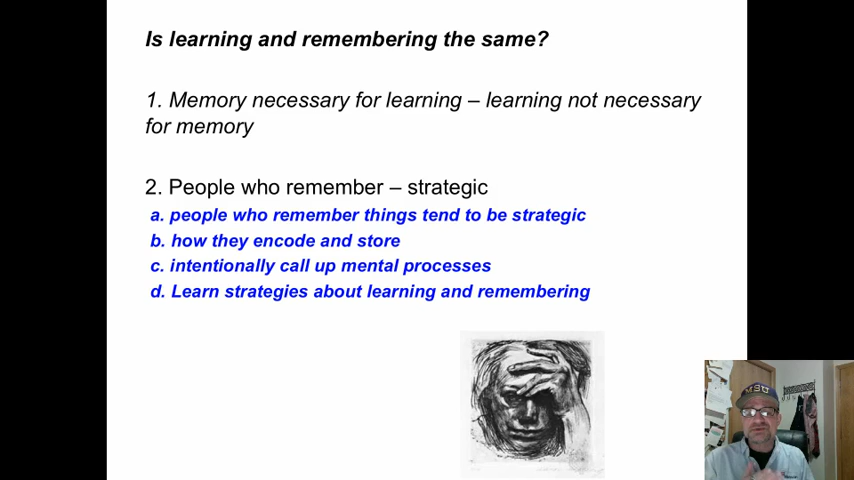 Is learning and remembering the same?
1. Memory necessary for learning – learning not necessary
for memory
2. People who remember – strategic
a. people who remember things tend to be strategic
b. how they encode and store
c. intentionally call up mental processes
d. Learn strategies about learning and remembering